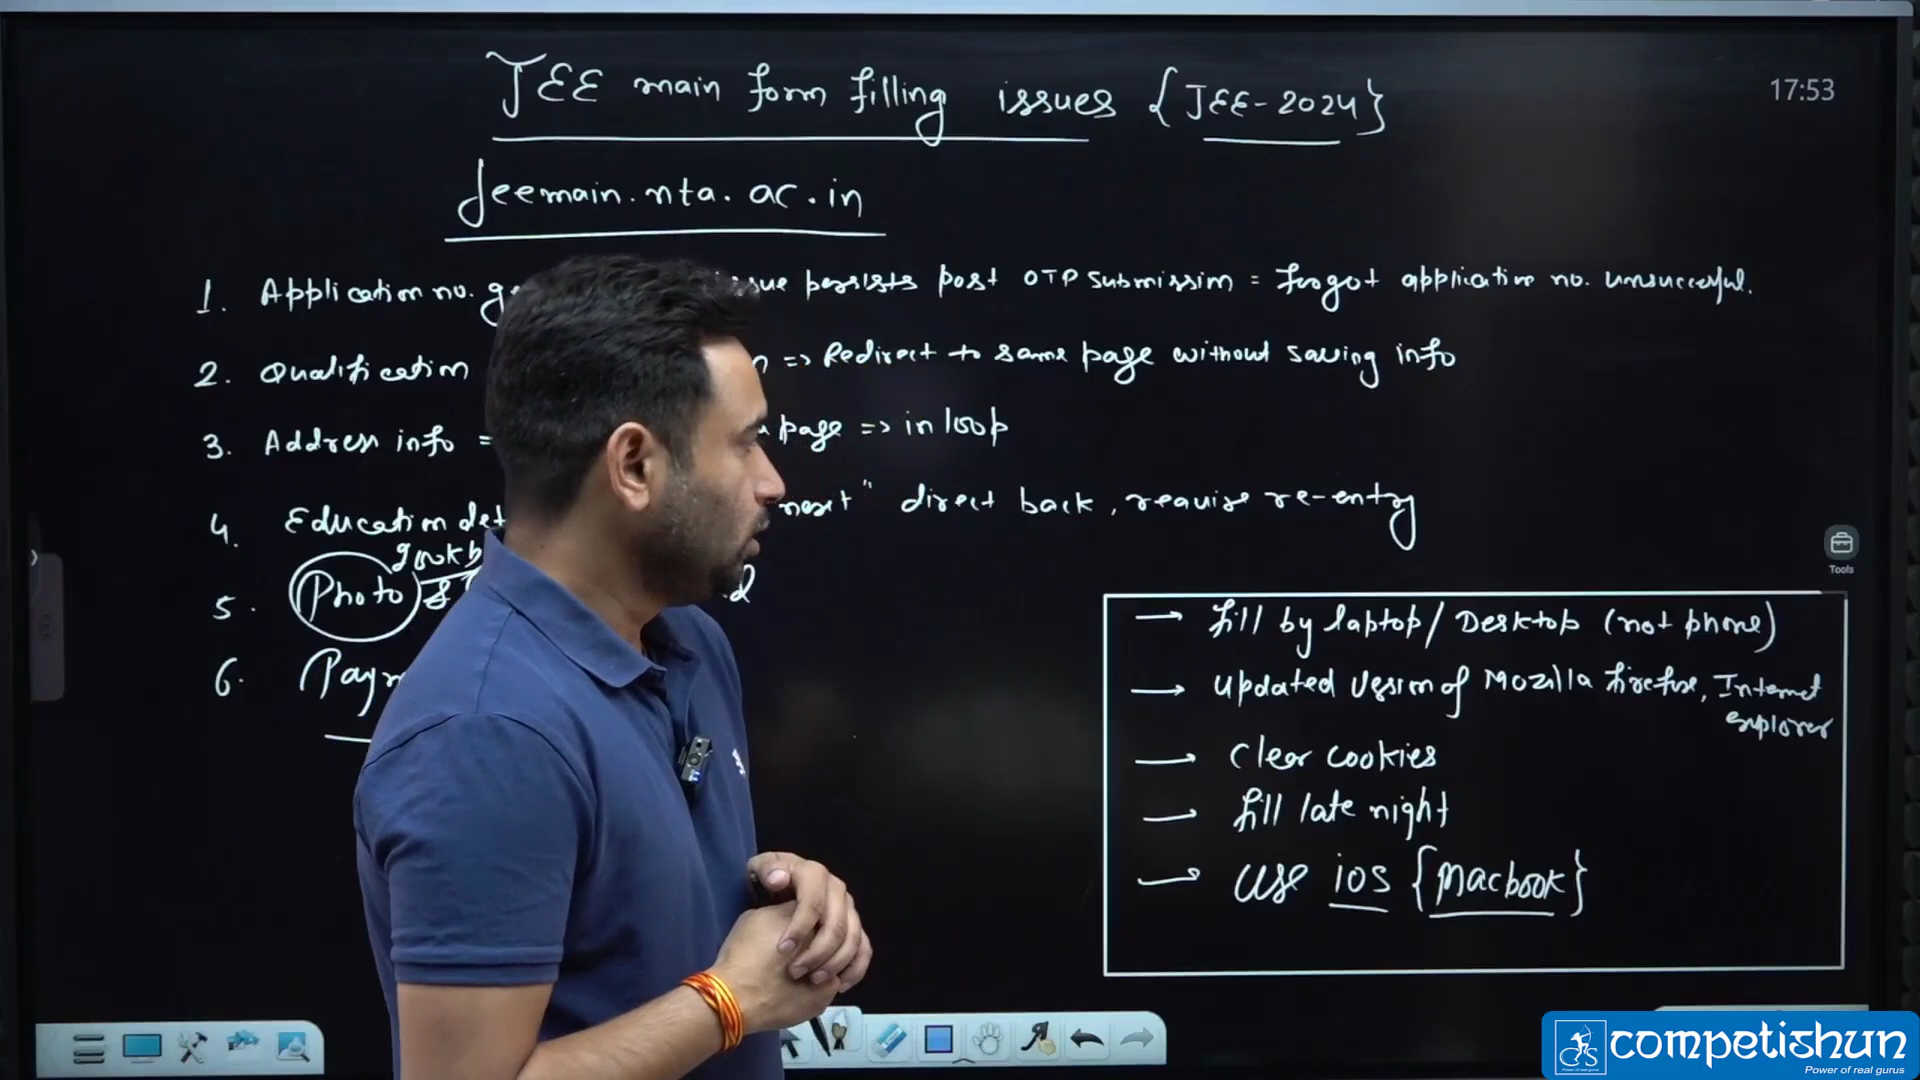 JEE main form filling issues {JEE-2024}
17:53
Jeemain.nta.ac.in
1. Application no. persists post OTP submission = forgot application no. unsuccessful.
2. Qualification => Redirect to same page without saving info
3. Address info = page => in loop
4. Education next" direct back, require re-entry
5. Photo
6.
Tools
→ fill by laptop/Desktop (not phone)
→ updated version of Mozilla firefox, Internet
explorer
→ clear cookies
→ fill late night
→ use ios {Macbook}
competishun
Power of real gurus